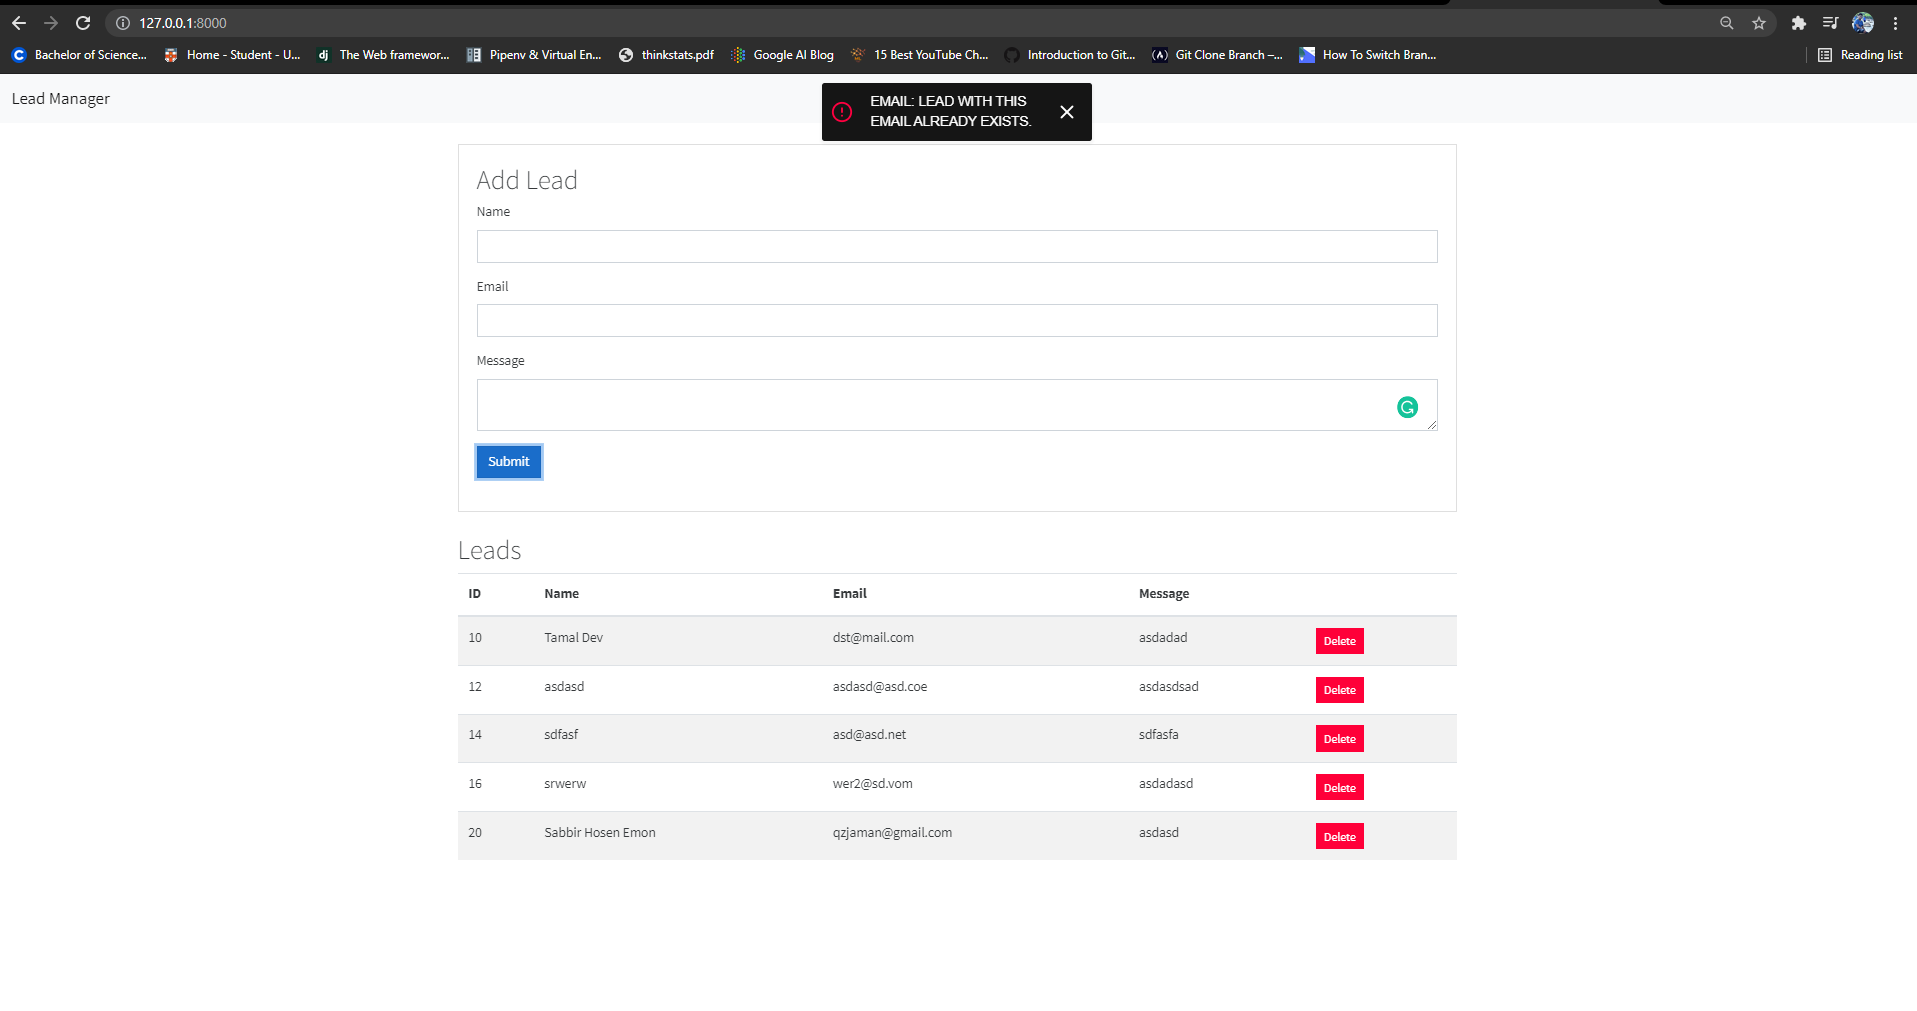 127.0.0.1:8000
Bachelor of Science... Home - Student - U... dj The Web framewor... Pipenv & Virtual En... thinkstats.pdf Google AI Blog 15 Best YouTube Ch... Introduction to Git... Git Clone Branch –... How To Switch Bran... Reading list
Lead Manager
EMAIL: LEAD WITH THIS
EMAIL ALREADY EXISTS.
Add Lead
Name
Email
Message
Submit
Leads
ID Name Email Message
10 Tamal Dev dst@mail.com asdadad Delete
12 asdasd asdasd@asd.coe asdasdsad Delete
14 sdfasf asd@asd.net sdfasfa Delete
16 srwerw wer2@sd.vom asdadasd Delete
20 Sabbir Hosen Emon qzjaman@gmail.com asdasd Delete